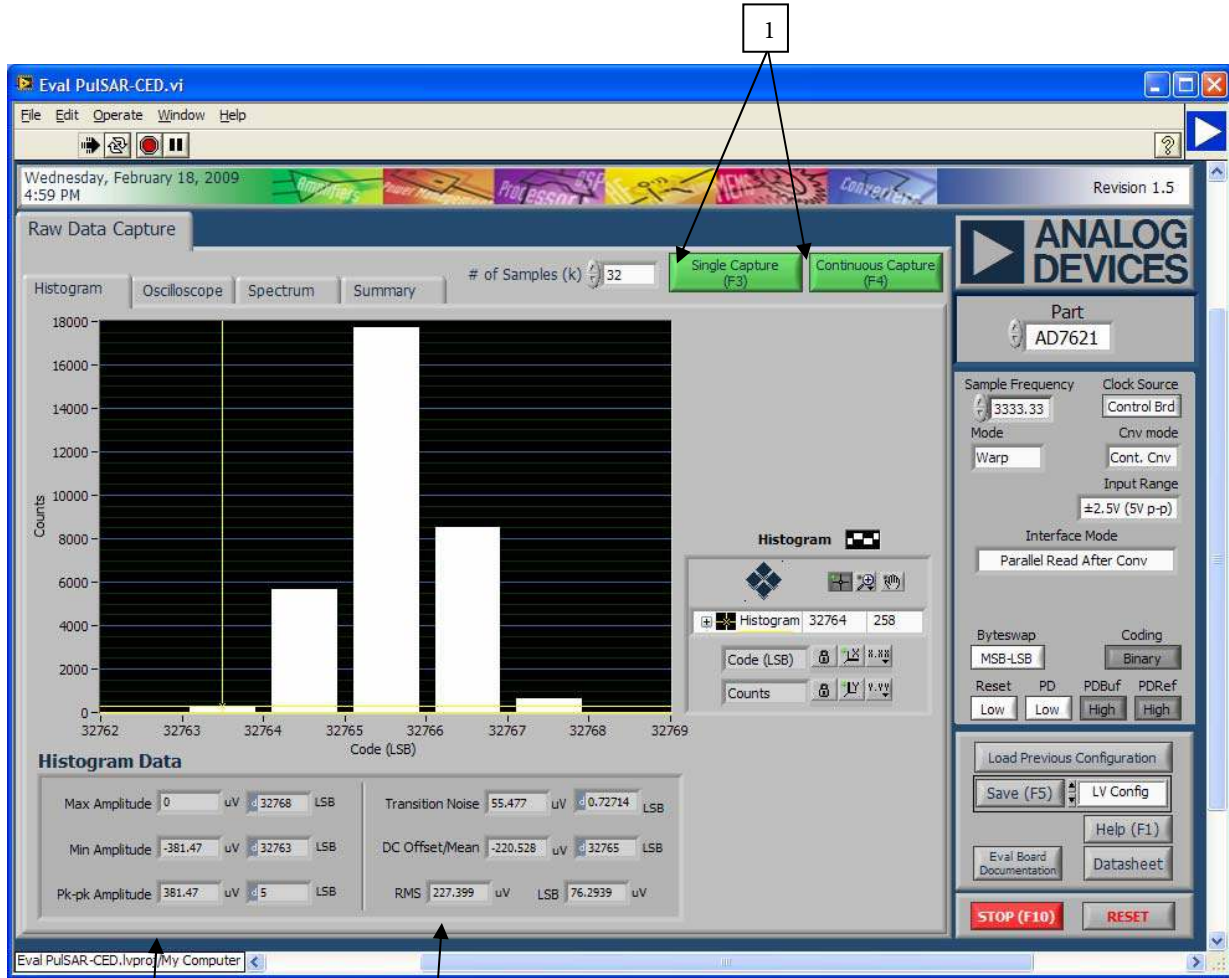 1
Eval PulSAR-CED.vi
File Edit Operate Window Help
Wednesday, February 18, 2009
4:59 PM
Amplifiers Power Management Processor DSP MEMS Converters
Revision 1.5
Raw Data Capture
Histogram Oscilloscope Spectrum Summary
# of Samples (k) 32
Single Capture
(F3)
Continuous Capture
(F4)
18000
16000
14000
12000
10000
8000
6000
4000
2000
0
Counts
32762 32763 32764 32765 32766 32767 32768 32769
Code (LSB)
Histogram
Histogram 32764 258
Code (LSB)
Counts
Histogram Data
Max Amplitude 0 uV d 32768 LSB
Min Amplitude -381.47 uV d 32763 LSB
Pk-pk Amplitude 381.47 uV d 5 LSB
Transition Noise 55.477 uV d 0.72714 LSB
DC Offset/Mean -220.528 uV d 32765 LSB
RMS 227.399 uV LSB 76.2939 uV
ANALOG
DEVICES
Part
AD7621
Sample Frequency Clock Source
3333.33 Control Brd
Mode Cnv mode
Warp Cont. Cnv
Input Range
±2.5V (5V p-p)
Interface Mode
Parallel Read After Conv
Byteswap Coding
MSB-LSB Binary
Reset PD PDBuf PDRef
Low Low High High
Load Previous Configuration
Save (F5) LV Config
Help (F1)
Eval Board
Documentation
Datasheet
STOP (F10) RESET
Eval PulSAR-CED.lvproj/My Computer